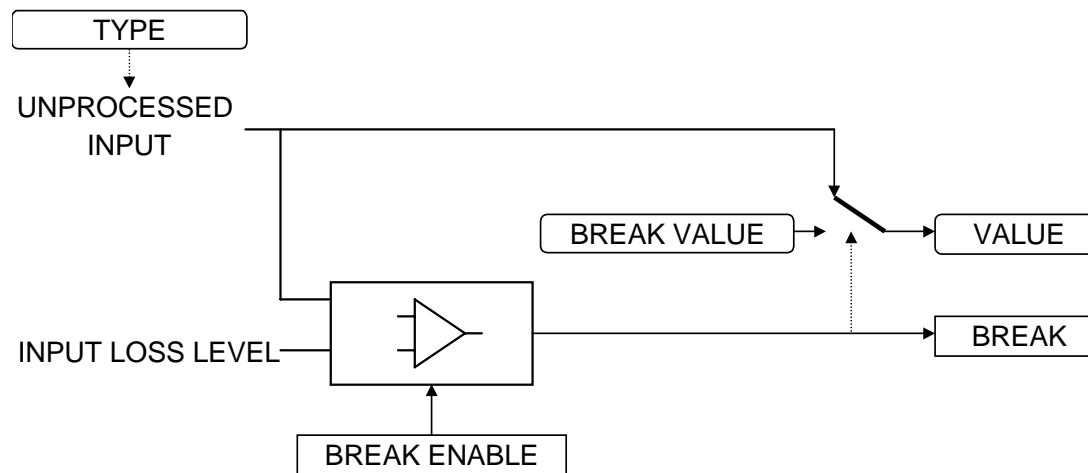 TYPE
UNPROCESSED
INPUT
BREAK VALUE
VALUE
INPUT LOSS LEVEL
BREAK
BREAK ENABLE